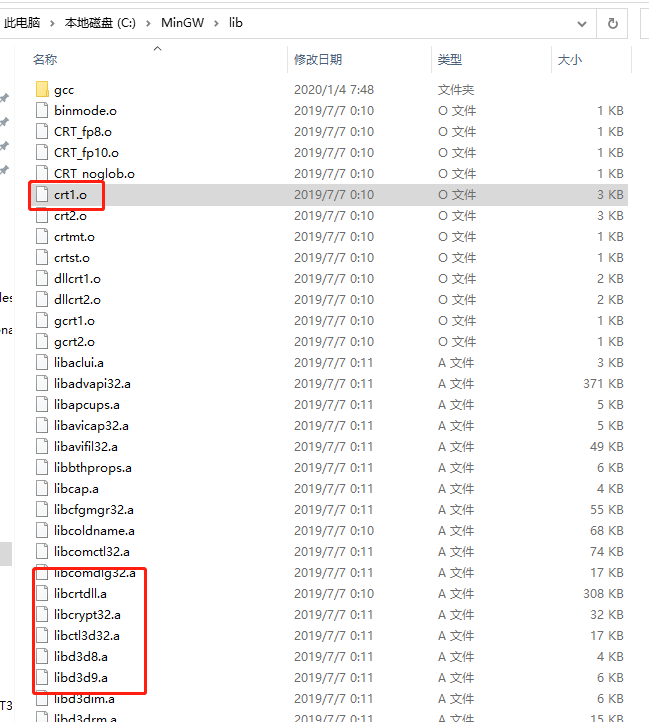 此电脑 > 本地磁盘 (C:) > MinGW > lib
名称 修改日期 类型 大小
gcc 2020/1/4 7:48 文件夹
binmode.o 2019/7/7 0:10 O 文件 1 KB
CRT_fp8.o 2019/7/7 0:10 O 文件 1 KB
CRT_fp10.o 2019/7/7 0:10 O 文件 1 KB
CRT_noglob.o 2019/7/7 0:10 O 文件 1 KB
crt1.o 2019/7/7 0:10 O 文件 3 KB
crt2.o 2019/7/7 0:10 O 文件 3 KB
crtmt.o 2019/7/7 0:10 O 文件 1 KB
crtst.o 2019/7/7 0:10 O 文件 1 KB
dllcrt1.o 2019/7/7 0:10 O 文件 2 KB
dllcrt2.o 2019/7/7 0:10 O 文件 2 KB
gcrt1.o 2019/7/7 0:10 O 文件 1 KB
gcrt2.o 2019/7/7 0:10 O 文件 1 KB
libaclui.a 2019/7/7 0:11 A 文件 3 KB
libadvapi32.a 2019/7/7 0:11 A 文件 371 KB
libapcups.a 2019/7/7 0:11 A 文件 5 KB
libavicap32.a 2019/7/7 0:11 A 文件 5 KB
libavifil32.a 2019/7/7 0:11 A 文件 49 KB
libbthprops.a 2019/7/7 0:11 A 文件 6 KB
libcap.a 2019/7/7 0:11 A 文件 4 KB
libcfgmgr32.a 2019/7/7 0:11 A 文件 55 KB
libcoldname.a 2019/7/7 0:10 A 文件 68 KB
libcomctl32.a 2019/7/7 0:11 A 文件 74 KB
libcomdlg32.a 2019/7/7 0:11 A 文件 17 KB
libcrtdll.a 2019/7/7 0:10 A 文件 308 KB
libcrypt32.a 2019/7/7 0:11 A 文件 32 KB
libctl3d32.a 2019/7/7 0:11 A 文件 17 KB
libd3d8.a 2019/7/7 0:11 A 文件 4 KB
libd3d9.a 2019/7/7 0:11 A 文件 6 KB
libd3dim.a 2019/7/7 0:11 A 文件 6 KB
libd3drm.a 2019/7/7 0:11 A 文件 15 KB